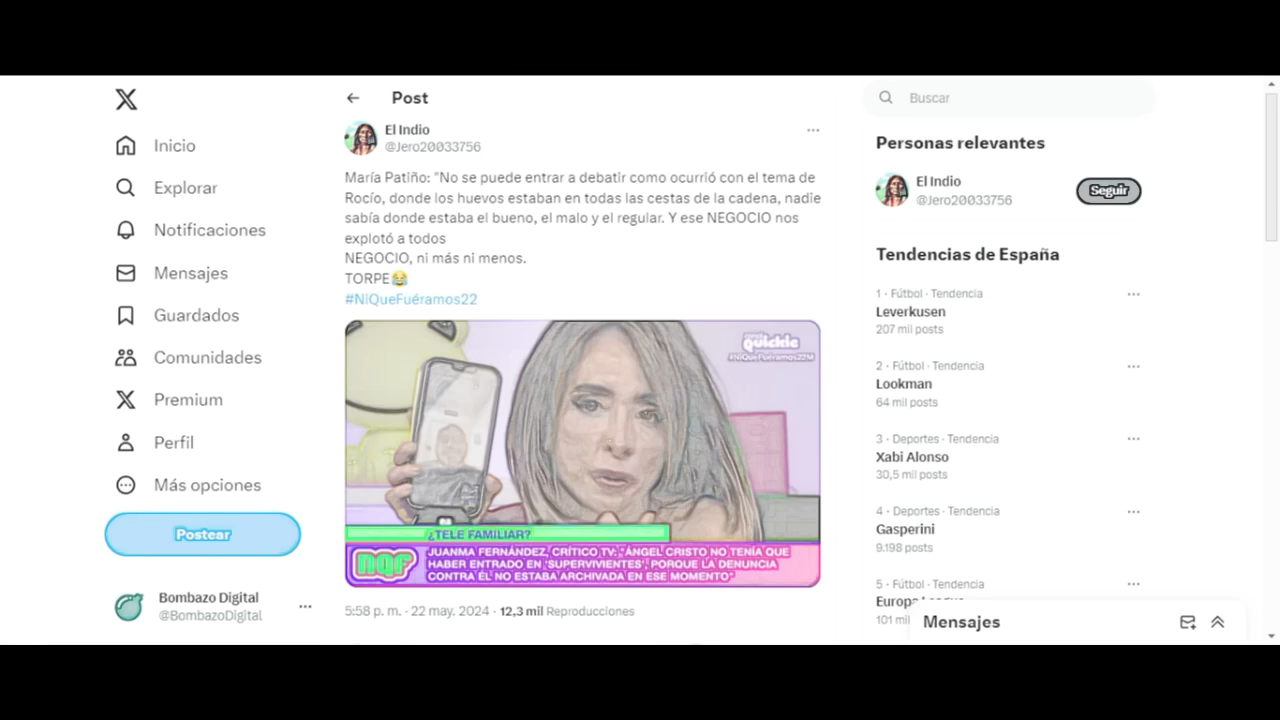 Inicio
Explorar
Notificaciones
Mensajes
Guardados
Comunidades
Premium
Perfil
Más opciones
Postear
Bombazo Digital
@BombazoDigital
Post
El Indio
@Jero20033756
María Patiño: "No se puede entrar a debatir como ocurrió con el tema de
Rocío, donde los huevos estaban en todas las cestas de la cadena, nadie
sabía donde estaba el bueno, el malo y el regular. Y ese NEGOCIO nos
explotó a todos
NEGOCIO, ni más ni menos.
TORPE😂
#NiQueFuéramos22
quickie
#NiQueFuéramos22M
¿TELE FAMILIAR?
nqf
JUANMA FERNÁNDEZ, CRÍTICO TV: "ÁNGEL CRISTO NO TENÍA QUE
HABER ENTRADO EN 'SUPERVIVIENTES', PORQUE LA DENUNCIA
CONTRA ÉL NO ESTABA ARCHIVADA EN ESE MOMENTO"
5:58 p. m. · 22 may. 2024 · 12,3 mil Reproducciones
Buscar
Personas relevantes
El Indio
@Jero20033756
Seguir
Tendencias de España
1 · Fútbol · Tendencia
Leverkusen
207 mil posts
2 · Fútbol · Tendencia
Lookman
64 mil posts
3 · Deportes · Tendencia
Xabi Alonso
30,5 mil posts
4 · Deportes · Tendencia
Gasperini
9.198 posts
5 · Fútbol · Tendencia
Europa League
101 mil
Mensajes